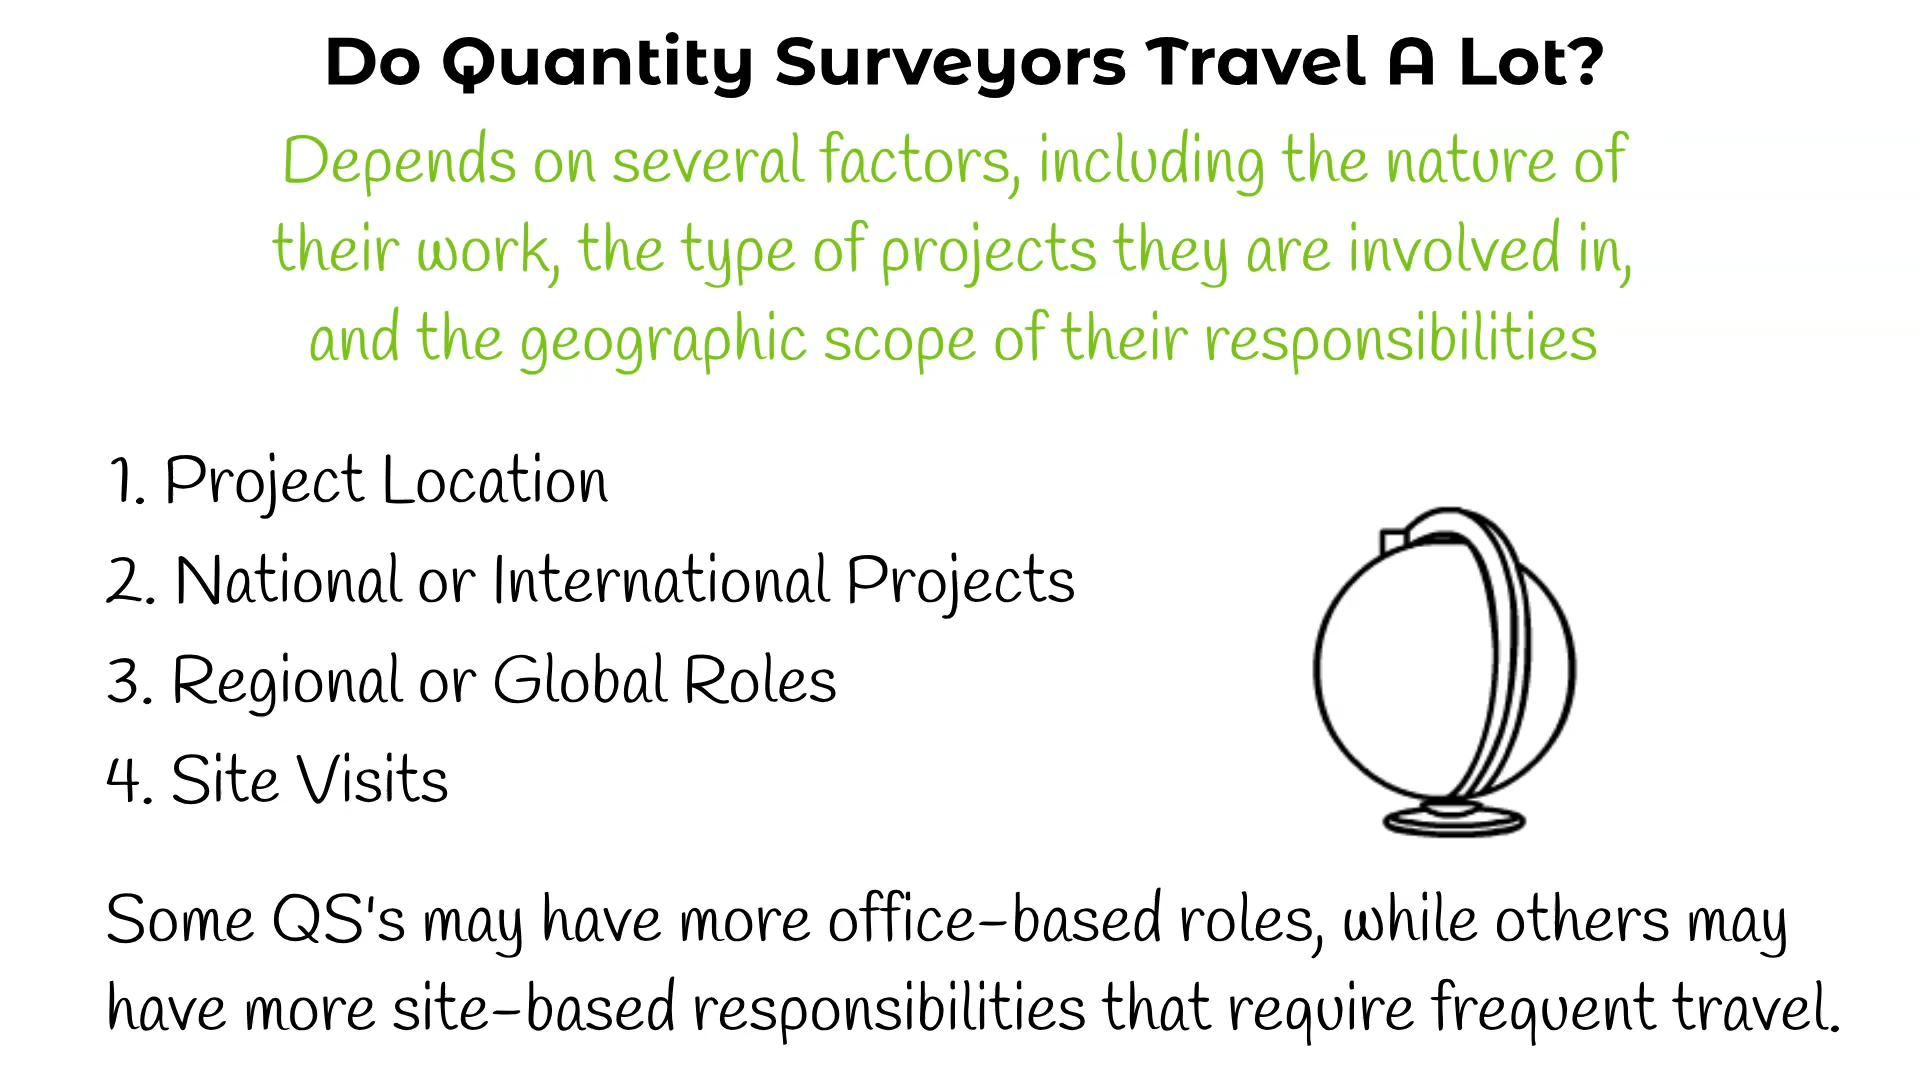 Do Quantity Surveyors Travel A Lot?
Depends on several factors, including the nature of
their work, the type of projects they are involved in,
and the geographic scope of their responsibilities
1. Project Location
2. National or International Projects
3. Regional or Global Roles
4. Site Visits
Some QS's may have more office-based roles, while others may
have more site-based responsibilities that require frequent travel.